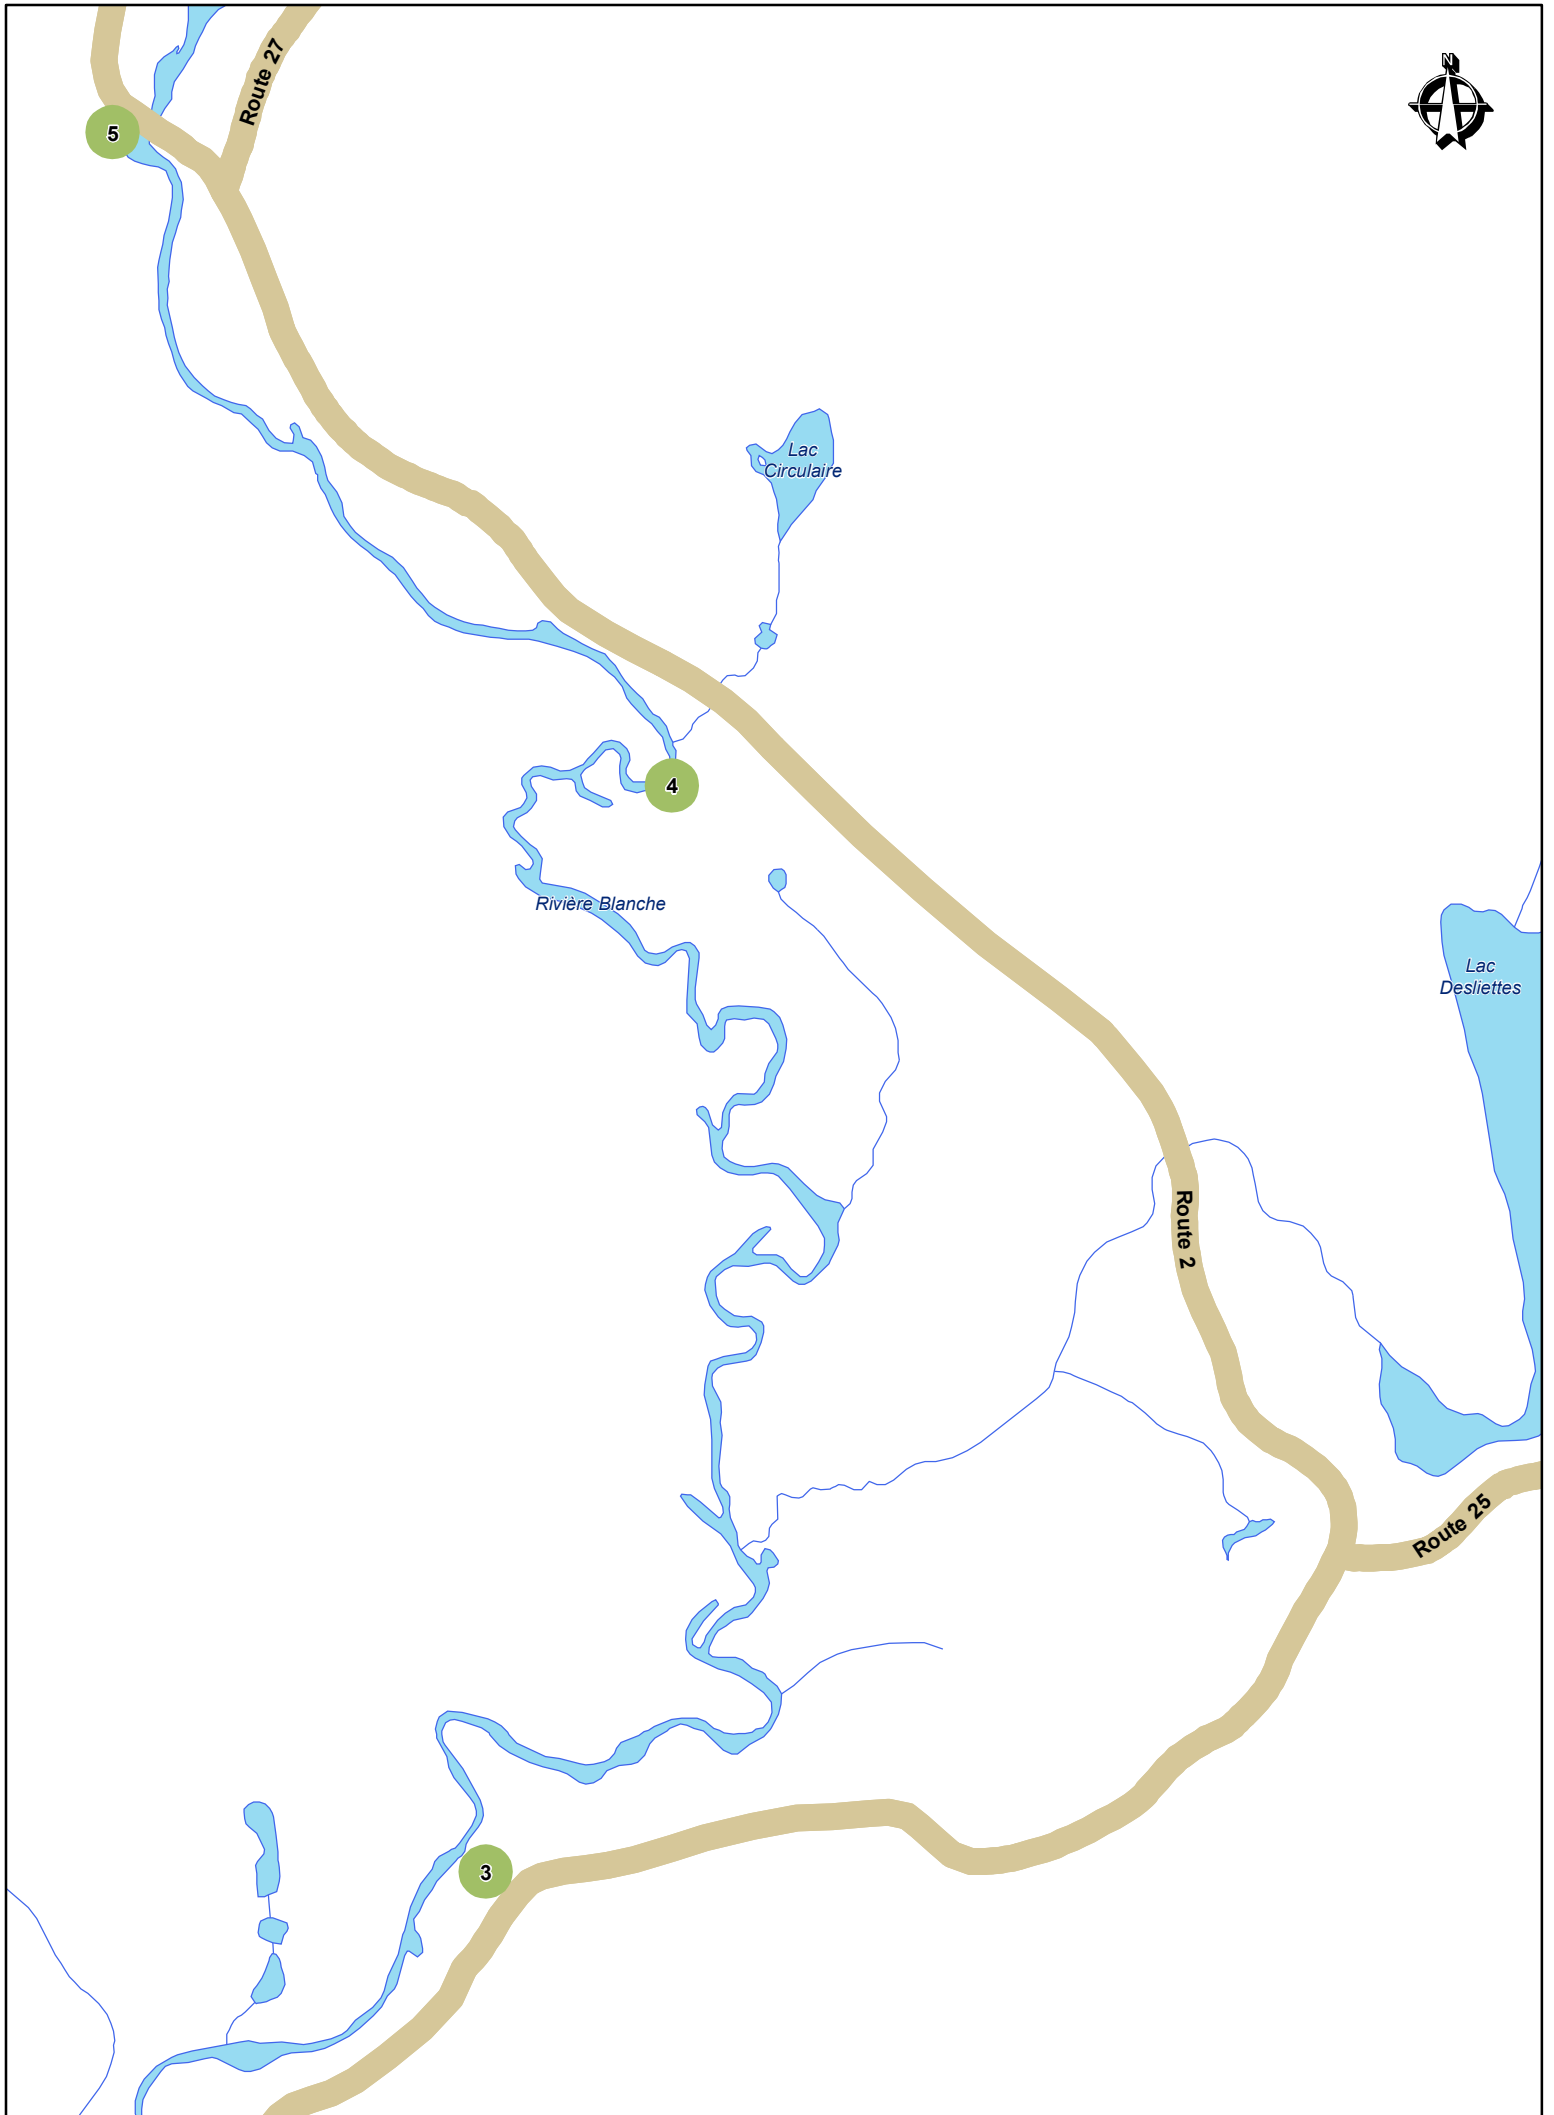 N
Route 27
5
Lac
Circulaire
4
Rivière Blanche
Lac
Desliettes
Route 2
Route 25
3